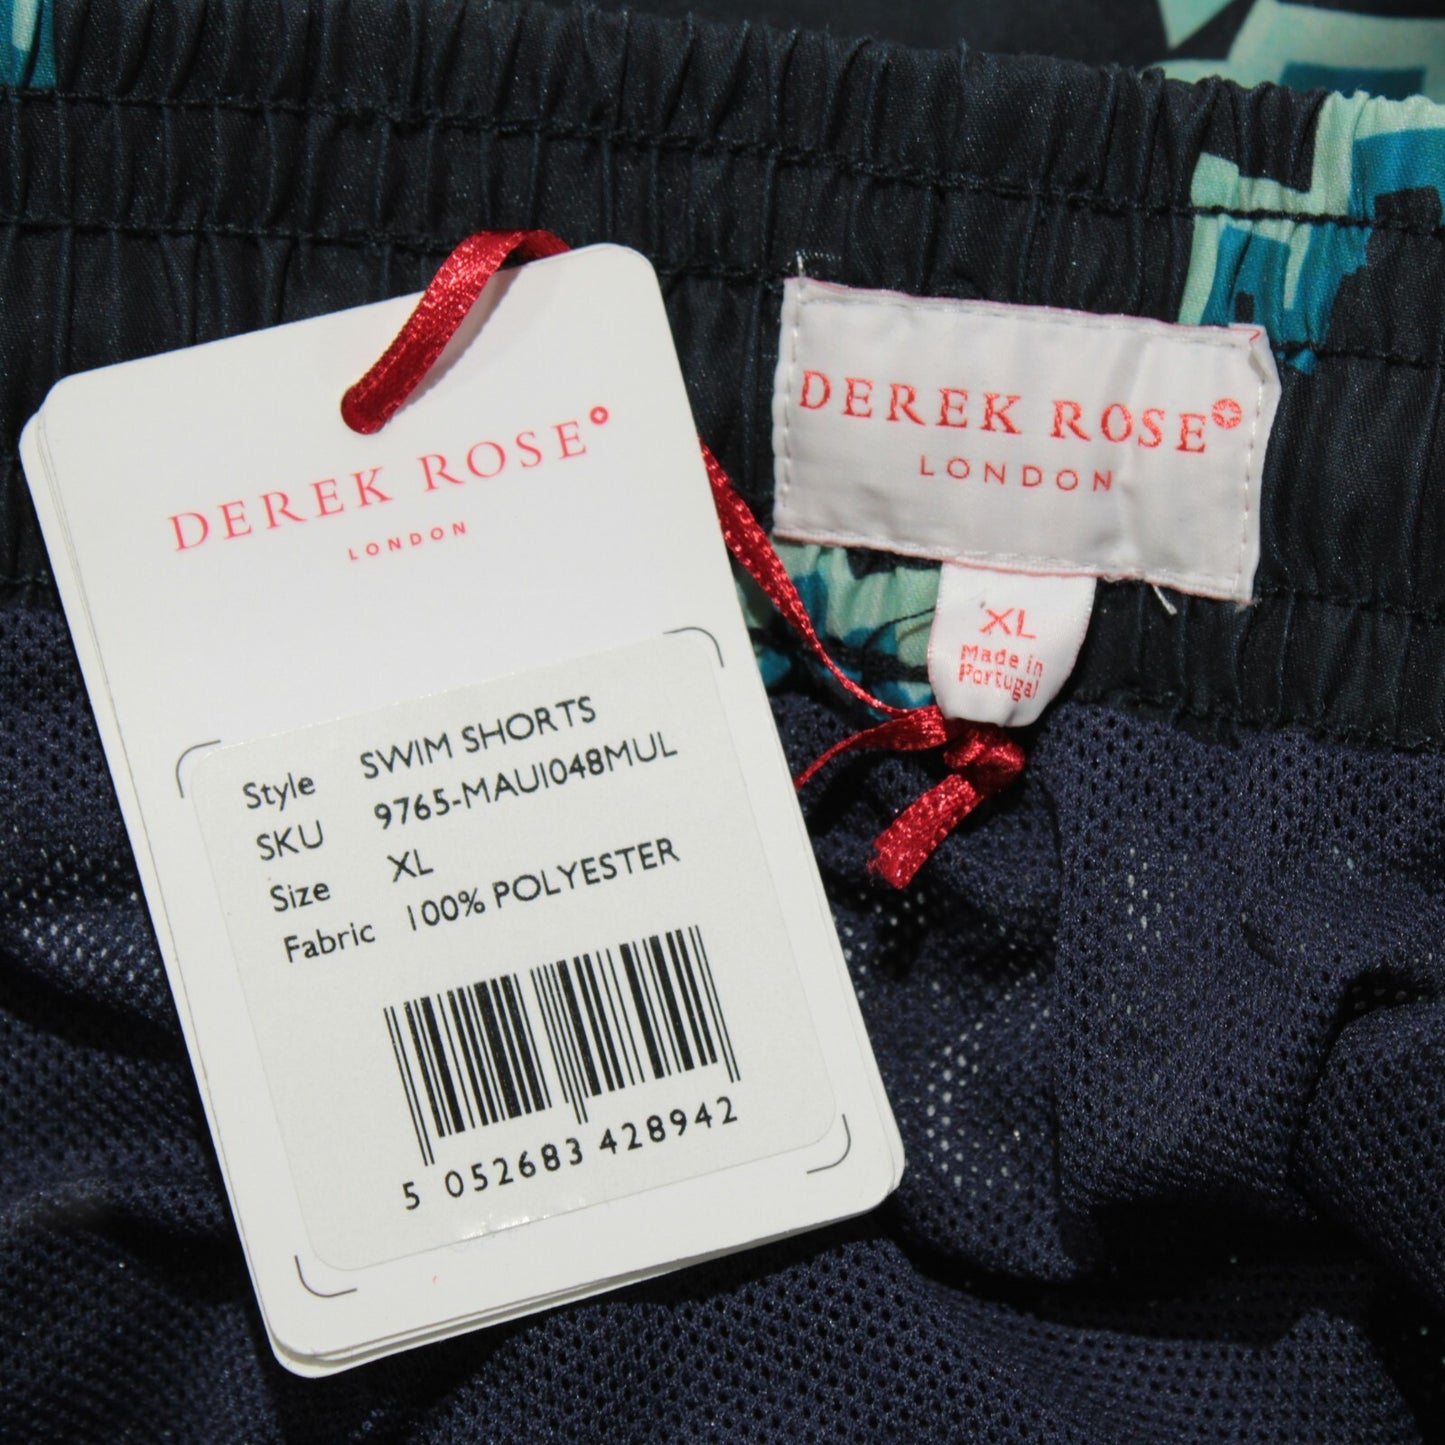 DEREK ROSE
LONDON
Style SWIM SHORTS
SKU 9765-MAUI048MUL
Size XL
Fabric 100% POLYESTER
5 052683 428942
DEREK ROSE
LONDON
XL
Made in
Portugal